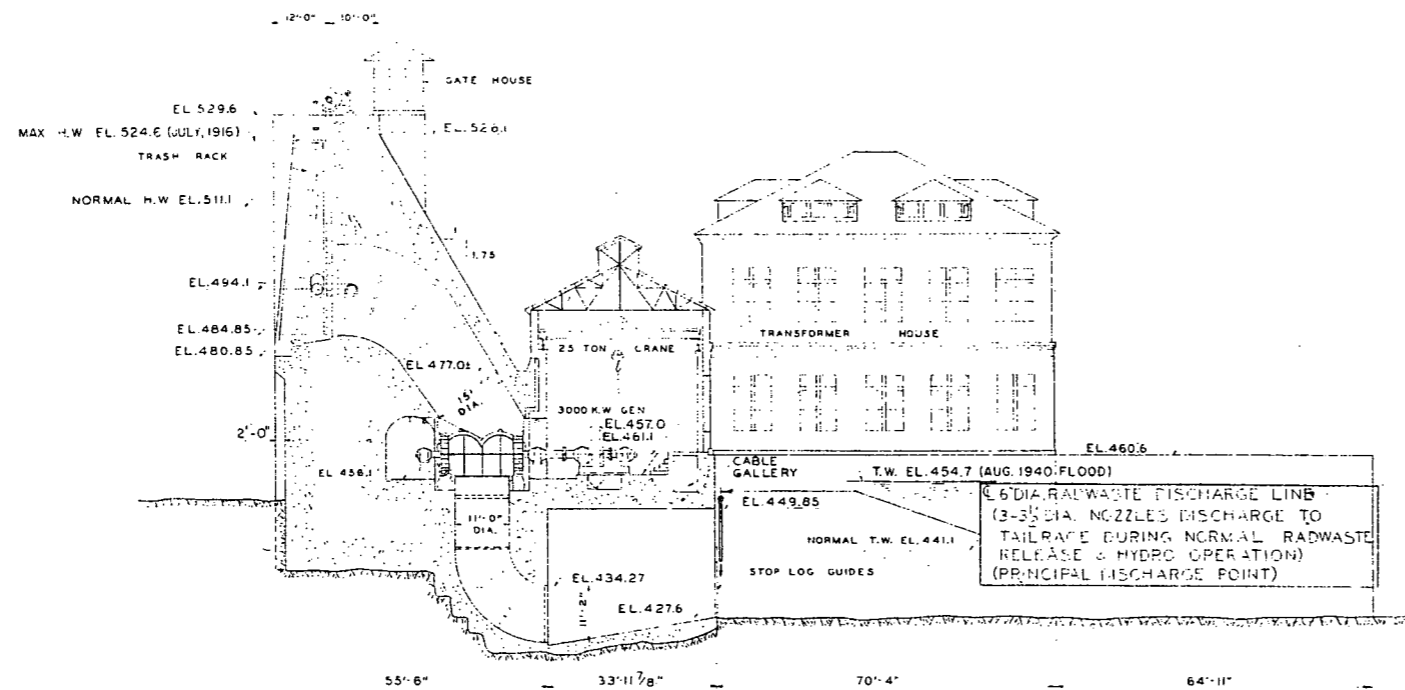 12'-0" 10'-0"
GATE HOUSE
EL 529.6
MAX H.W EL. 524.6 (JULY, 1916)
EL. 528.1
TRASH RACK
NORMAL H.W EL. 511.1
1
1.75
EL. 494.1
EL. 484.85
EL. 480.85
TRANSFORMER HOUSE
25 TON CRANE
EL 477.0±
15'
DIA.
3000 K.W GEN
EL. 457.0
EL. 461.1
2'-0"
EL. 460.6
CABLE
GALLERY
T.W. EL. 454.7 (AUG. 1940 FLOOD)
EL 456.1
EL. 449.85
11'-0"
DIA.
NORMAL T.W. EL. 441.1
STOP LOG GUIDES
℄ 6" DIA. RADWASTE DISCHARGE LINE
(3-3½" DIA. NOZZLES DISCHARGE TO
TAILRACE DURING NORMAL RADWASTE
RELEASE & HYDRO OPERATION)
(PRINCIPAL DISCHARGE POINT)
EL. 434.27
11'-2"
EL. 427.6
55'-6" 33'-11 7/8" 70'-4" 64'-11"